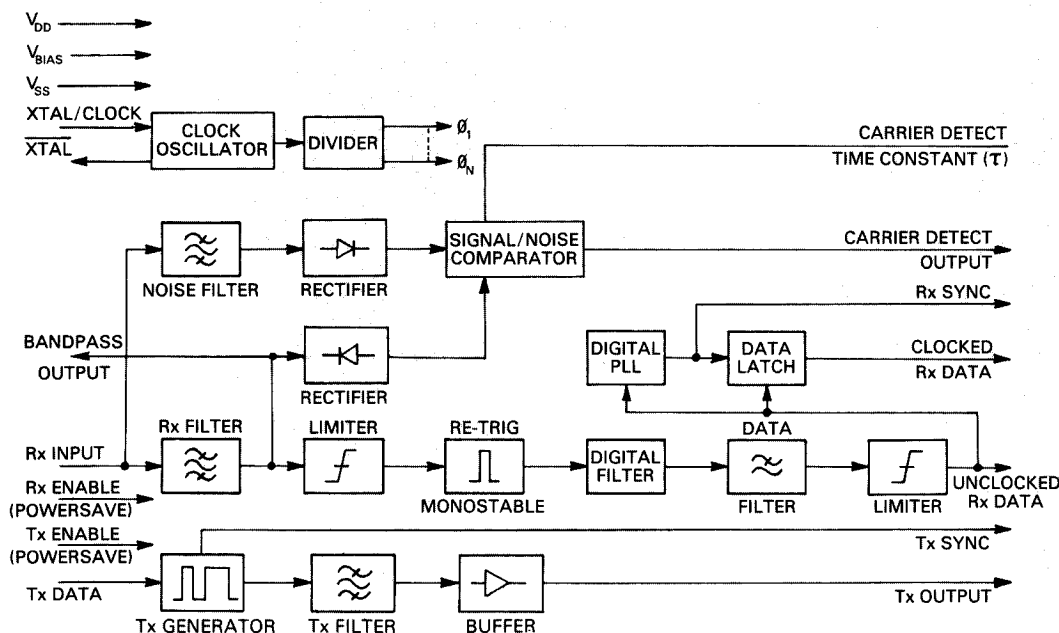 VDD
VBIAS
VSS
XTAL/CLOCK
XTAL
CLOCK
OSCILLATOR
DIVIDER
ø1
øN
CARRIER DETECT
TIME CONSTANT (τ)
NOISE FILTER
RECTIFIER
SIGNAL/NOISE
COMPARATOR
CARRIER DETECT
OUTPUT
Rx SYNC
BANDPASS
OUTPUT
RECTIFIER
DIGITAL
PLL
DATA
LATCH
CLOCKED
Rx DATA
Rx INPUT
Rx FILTER
LIMITER
RE-TRIG
MONOSTABLE
DIGITAL
FILTER
DATA
FILTER
LIMITER
UNCLOCKED
Rx DATA
Rx ENABLE
(POWERSAVE)
Tx ENABLE
(POWERSAVE)
Tx SYNC
Tx DATA
Tx GENERATOR
Tx FILTER
BUFFER
Tx OUTPUT